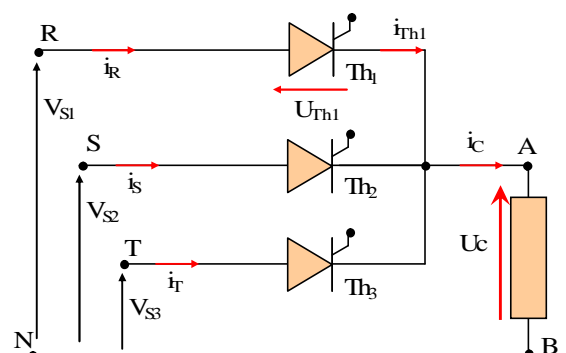 R
i_Th1
i_R
Th1
U_Th1
V_S1
S
i_C
A
i_S
Th2
V_S2
Uc
T
i_T
Th3
V_S3
N
B